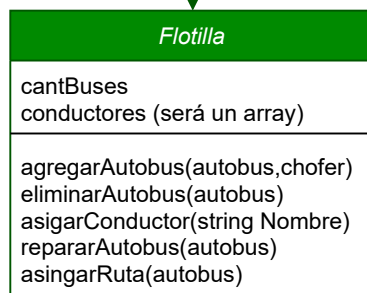 Flotilla
cantBuses
conductores (será un array)
agregarAutobus(autobus,chofer)
eliminarAutobus(autobus)
asigarConductor(string Nombre)
repararAutobus(autobus)
asingarRuta(autobus)